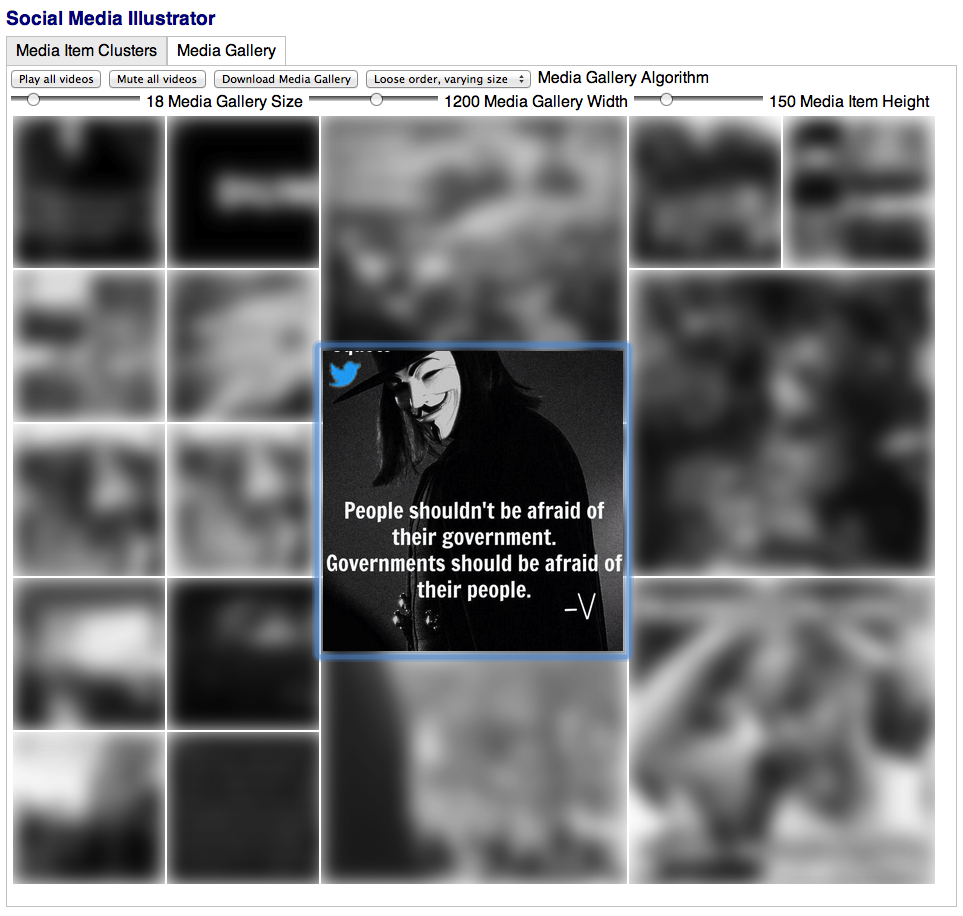 Social Media Illustrator
Media Item Clusters Media Gallery
Play all videos Mute all videos Download Media Gallery Loose order, varying size Media Gallery Algorithm
18 Media Gallery Size 1200 Media Gallery Width 150 Media Item Height
People shouldn't be afraid of
their government.
Governments should be afraid of
their people.
–V